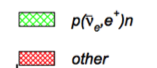 p(ν̄ₑ,e⁺)n
other